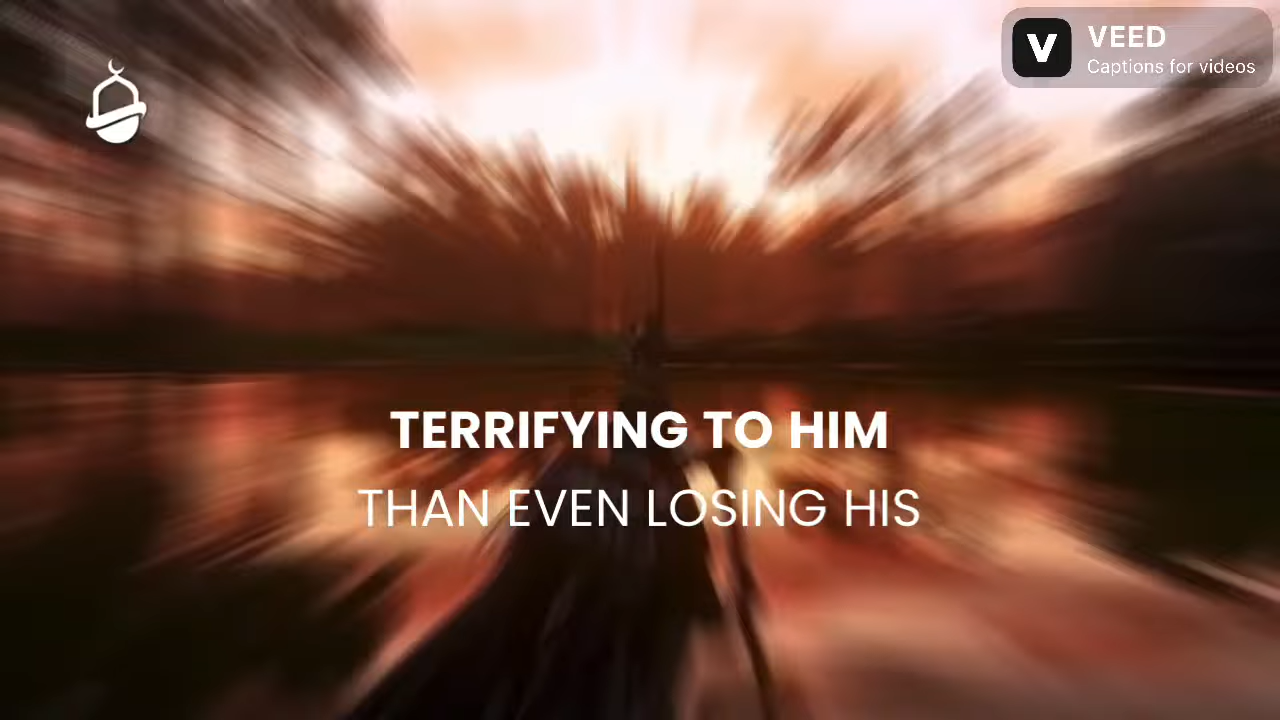 VEED
Captions for videos
TERRIFYING TO HIM
THAN EVEN LOSING HIS